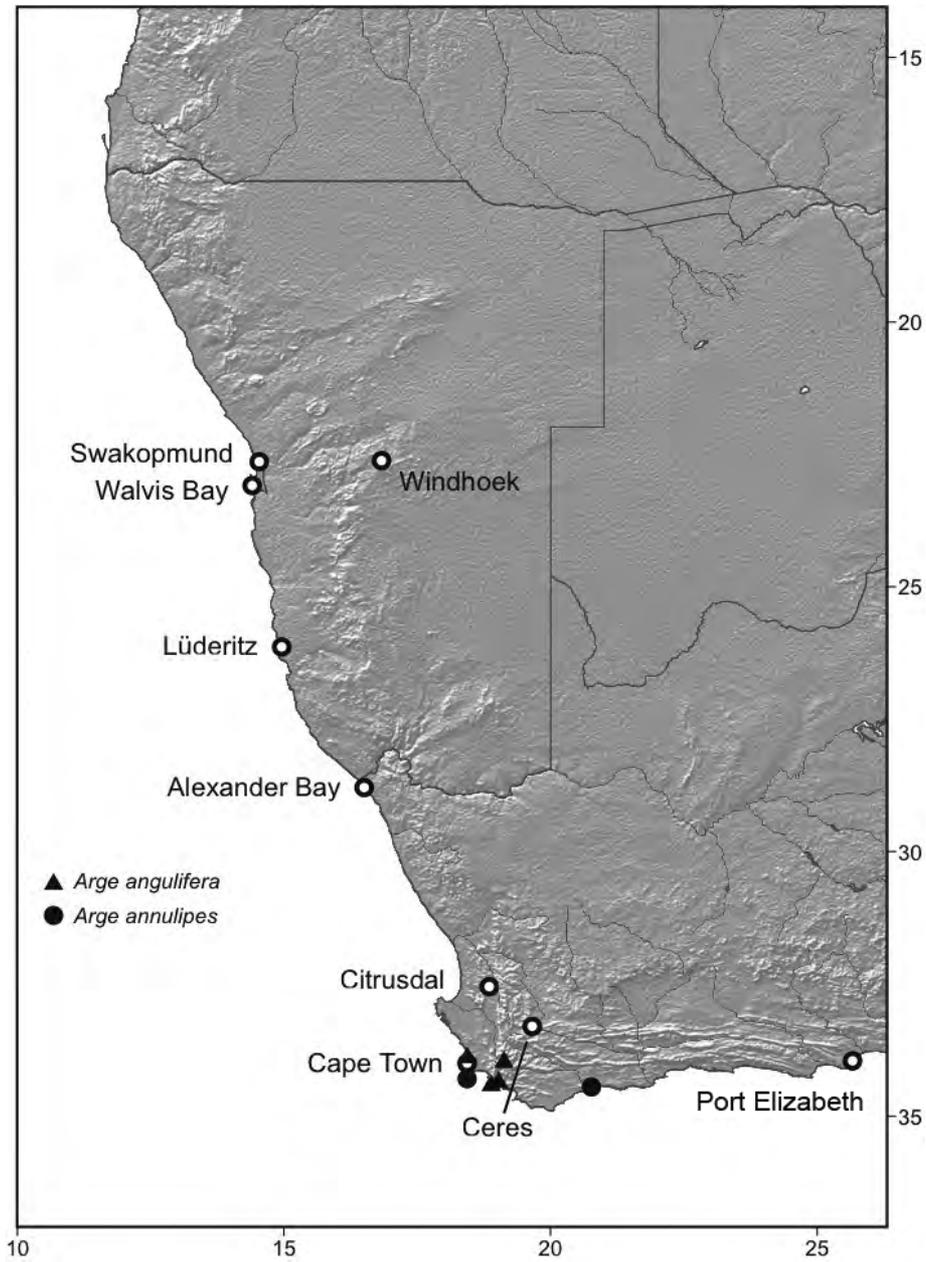 15
20
Swakopmund
Walvis Bay
Windhoek
25
Lüderitz
Alexander Bay
30
Arge angulifera
Arge annulipes
Citrusdal
Cape Town
Port Elizabeth
Ceres
35
10 15 20 25